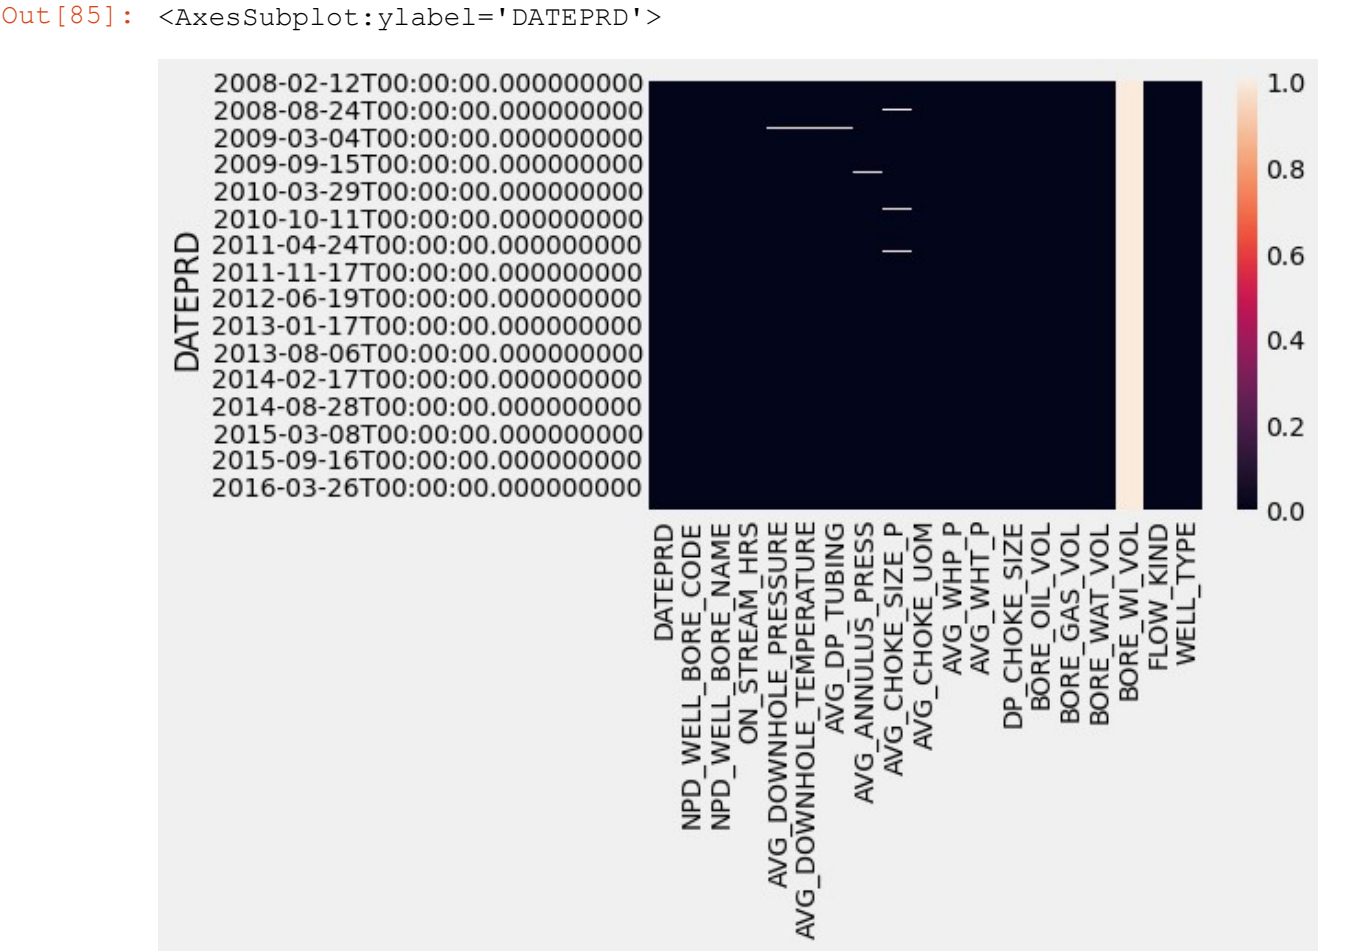 Out[85]: <AxesSubplot:ylabel='DATEPRD'>
2008-02-12T00:00:00.000000000
2008-08-24T00:00:00.000000000
2009-03-04T00:00:00.000000000
2009-09-15T00:00:00.000000000
2010-03-29T00:00:00.000000000
2010-10-11T00:00:00.000000000
2011-04-24T00:00:00.000000000
2011-11-17T00:00:00.000000000
2012-06-19T00:00:00.000000000
2013-01-17T00:00:00.000000000
2013-08-06T00:00:00.000000000
2014-02-17T00:00:00.000000000
2014-08-28T00:00:00.000000000
2015-03-08T00:00:00.000000000
2015-09-16T00:00:00.000000000
2016-03-26T00:00:00.000000000
DATEPRD
DATEPRD
NPD_WELL_BORE_CODE
NPD_WELL_BORE_NAME
ON_STREAM_HRS
AVG_DOWNHOLE_PRESSURE
AVG_DOWNHOLE_TEMPERATURE
AVG_DP_TUBING
AVG_ANNULUS_PRESS
AVG_CHOKE_SIZE_P
AVG_CHOKE_UOM
AVG_WHP_P
AVG_WHT_P
DP_CHOKE_SIZE
BORE_OIL_VOL
BORE_GAS_VOL
BORE_WAT_VOL
BORE_WI_VOL
FLOW_KIND
WELL_TYPE
1.0
0.8
0.6
0.4
0.2
0.0